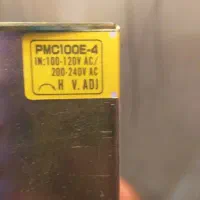 PMC100E-4
IN:100-120V AC/
200-240V AC
H V.ADJ